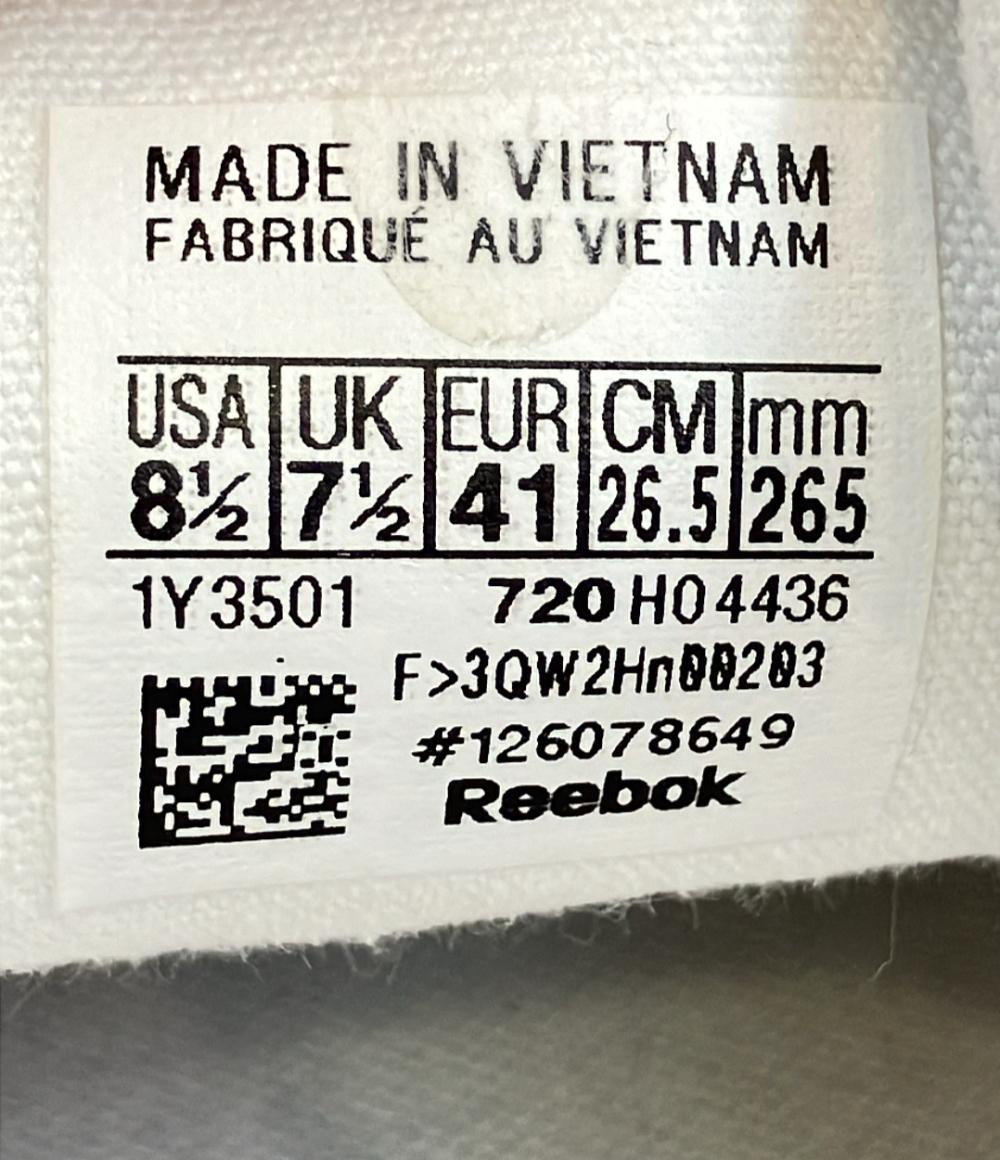 MADE IN VIETNAM
FABRIQUÉ AU VIETNAM
USA UK EUR CM mm
8½ 7½ 41 26.5 265
1Y3501 720 H04436
F>3QW2Hn00203
#126078649
Reebok